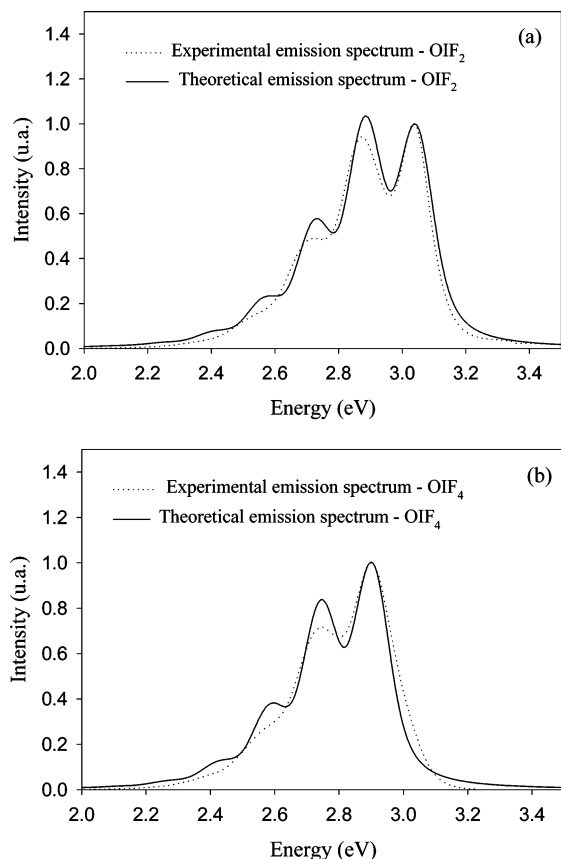 (a)
Experimental emission spectrum - OIF₂
Theoretical emission spectrum - OIF₂
Intensity (u.a.)
1.4
1.2
1.0
0.8
0.6
0.4
0.2
0.0
2.0 2.2 2.4 2.6 2.8 3.0 3.2 3.4
Energy (eV)
(b)
Experimental emission spectrum - OIF₄
Theoretical emission spectrum - OIF₄
Intensity (u.a.)
1.4
1.2
1.0
0.8
0.6
0.4
0.2
0.0
2.0 2.2 2.4 2.6 2.8 3.0 3.2 3.4
Energy (eV)